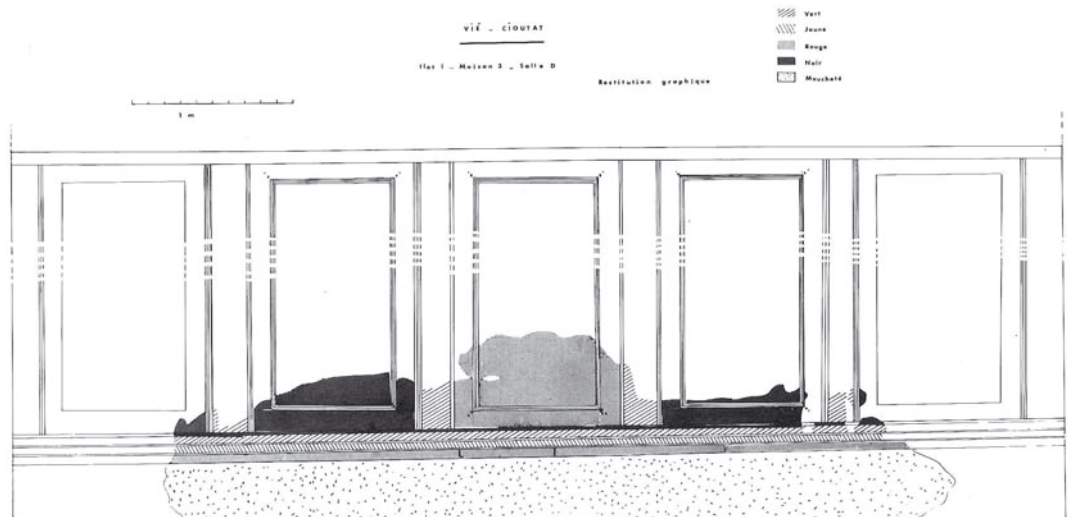 VIÉ _ CIOUTAT
Ilot I _ Maison 3 _ Salle D
Restitution graphique
Vert
Jaune
Rouge
Noir
Moucheté
1 m